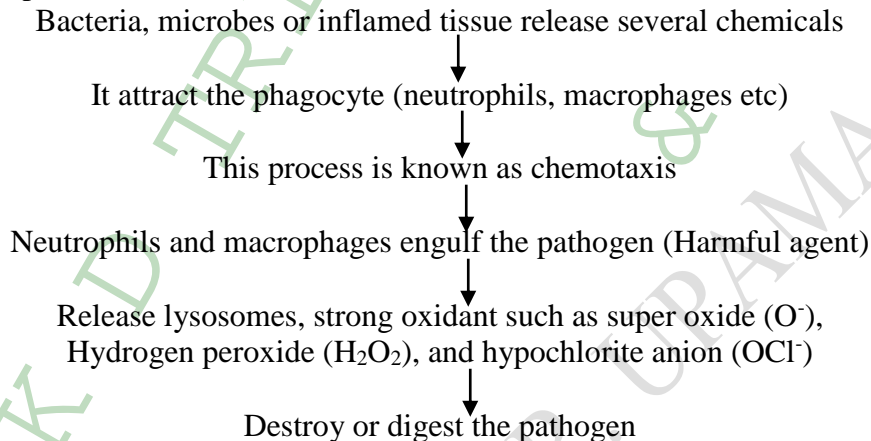 Bacteria, microbes or inflamed tissue release several chemicals
It attract the phagocyte (neutrophils, macrophages etc)
This process is known as chemotaxis
Neutrophils and macrophages engulf the pathogen (Harmful agent)
Release lysosomes, strong oxidant such as super oxide (O⁻),
Hydrogen peroxide (H₂O₂), and hypochlorite anion (OCl⁻)
Destroy or digest the pathogen
K D TRI
&
R. UPAMA